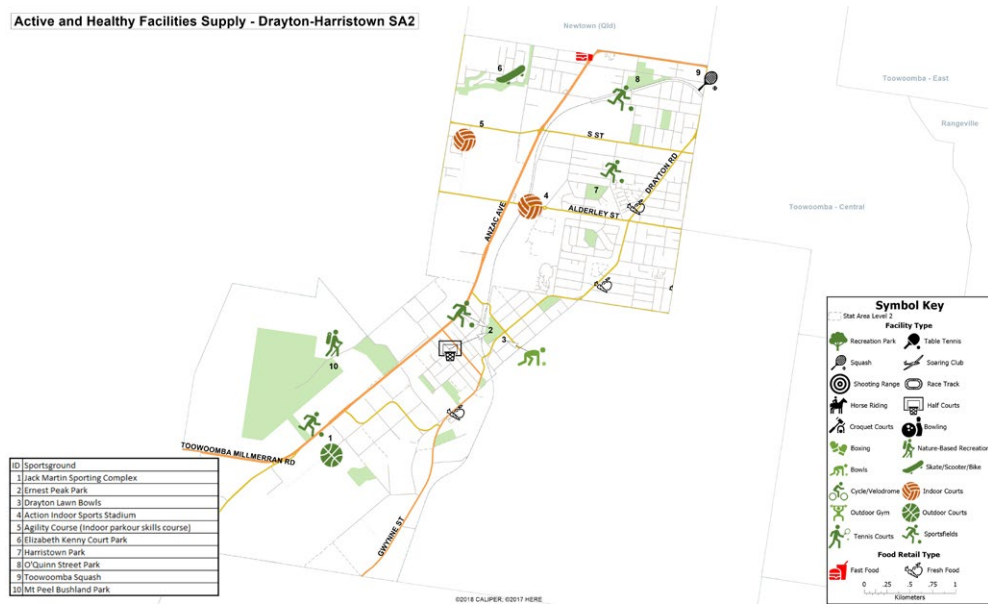 Active and Healthy Facilities Supply - Drayton-Harristown SA2
Newtown (Qld)
6
8
9
Toowoomba - East
5
S ST
Rangeville
7
DRAYTON RD
4
ALDERLEY ST
Toowoomba - Central
ANZAC AVE
2
3
10
1
TOOWOOMBA MILLMERRAN RD
GWYNNE ST
ID Sportsground
1 Jack Martin Sporting Complex
2 Ernest Peak Park
3 Drayton Lawn Bowls
4 Action Indoor Sports Stadium
5 Agility Course (Indoor parkour skills course)
6 Elizabeth Kenny Court Park
7 Harristown Park
8 O'Quinn Street Park
9 Toowoomba Squash
10 Mt Peel Bushland Park
Symbol Key
Stat Area Level 2
Facility Type
Recreation Park Table Tennis
Squash Soaring Club
Shooting Range Race Track
Horse Riding Half Courts
Croquet Courts Bowling
Boxing Nature-Based Recreation
Bowls Skate/Scooter/Bike
Cycle/Velodrome Indoor Courts
Outdoor Gym Outdoor Courts
Tennis Courts Sportsfields
Food Retail Type
Fast Food Fresh Food
0 .25 .5 .75 1
Kilometers
©2018 CALIPER; ©2017 HERE